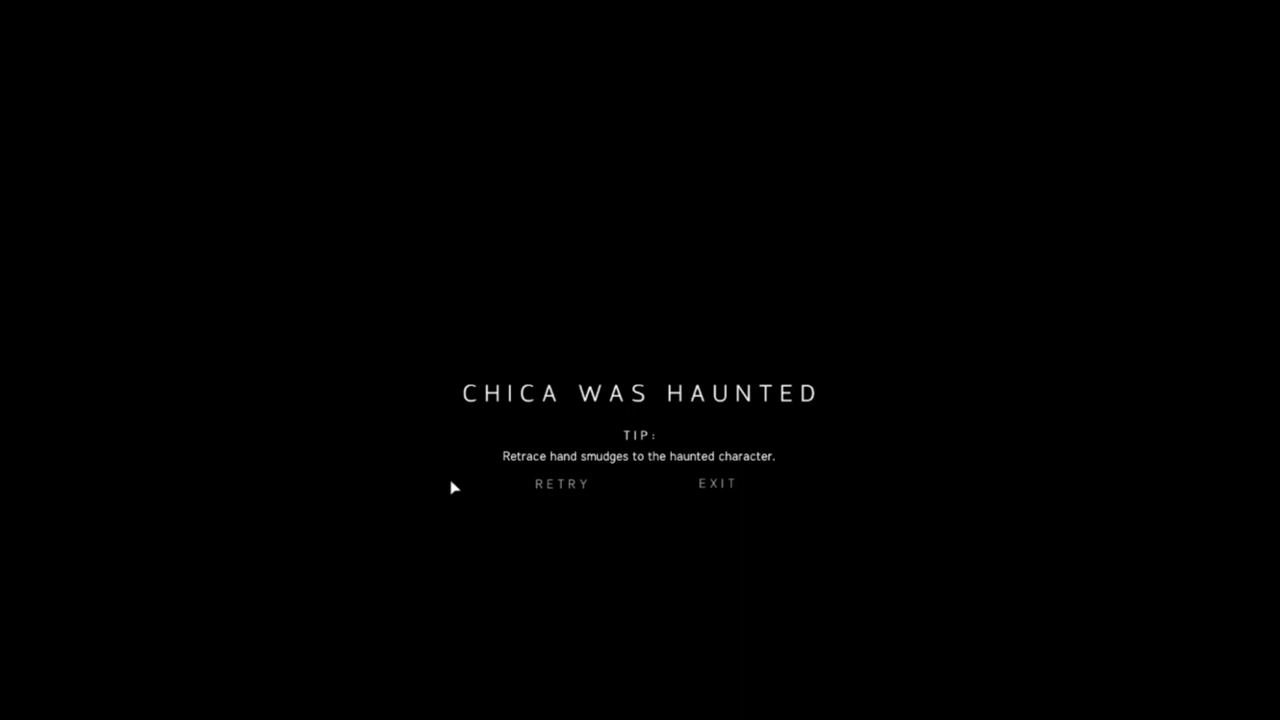 CHICA WAS HAUNTED
TIP:
Retrace hand smudges to the haunted character.
RETRY EXIT